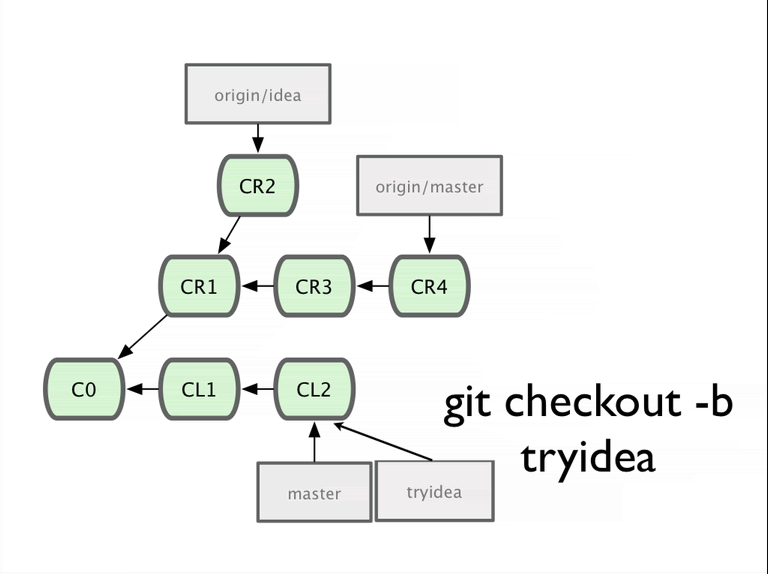 origin/idea
CR2
origin/master
CR1
CR3
CR4
C0
CL1
CL2
git checkout -b
tryidea
master
tryidea